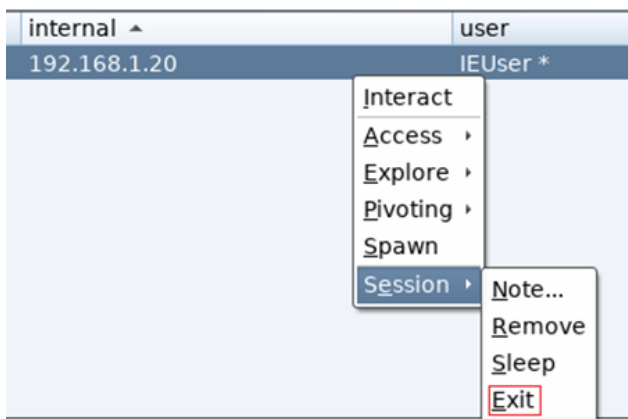 internal user
192.168.1.20 IEUser *
Interact
Access
Explore
Pivoting
Spawn
Session
Note...
Remove
Sleep
Exit